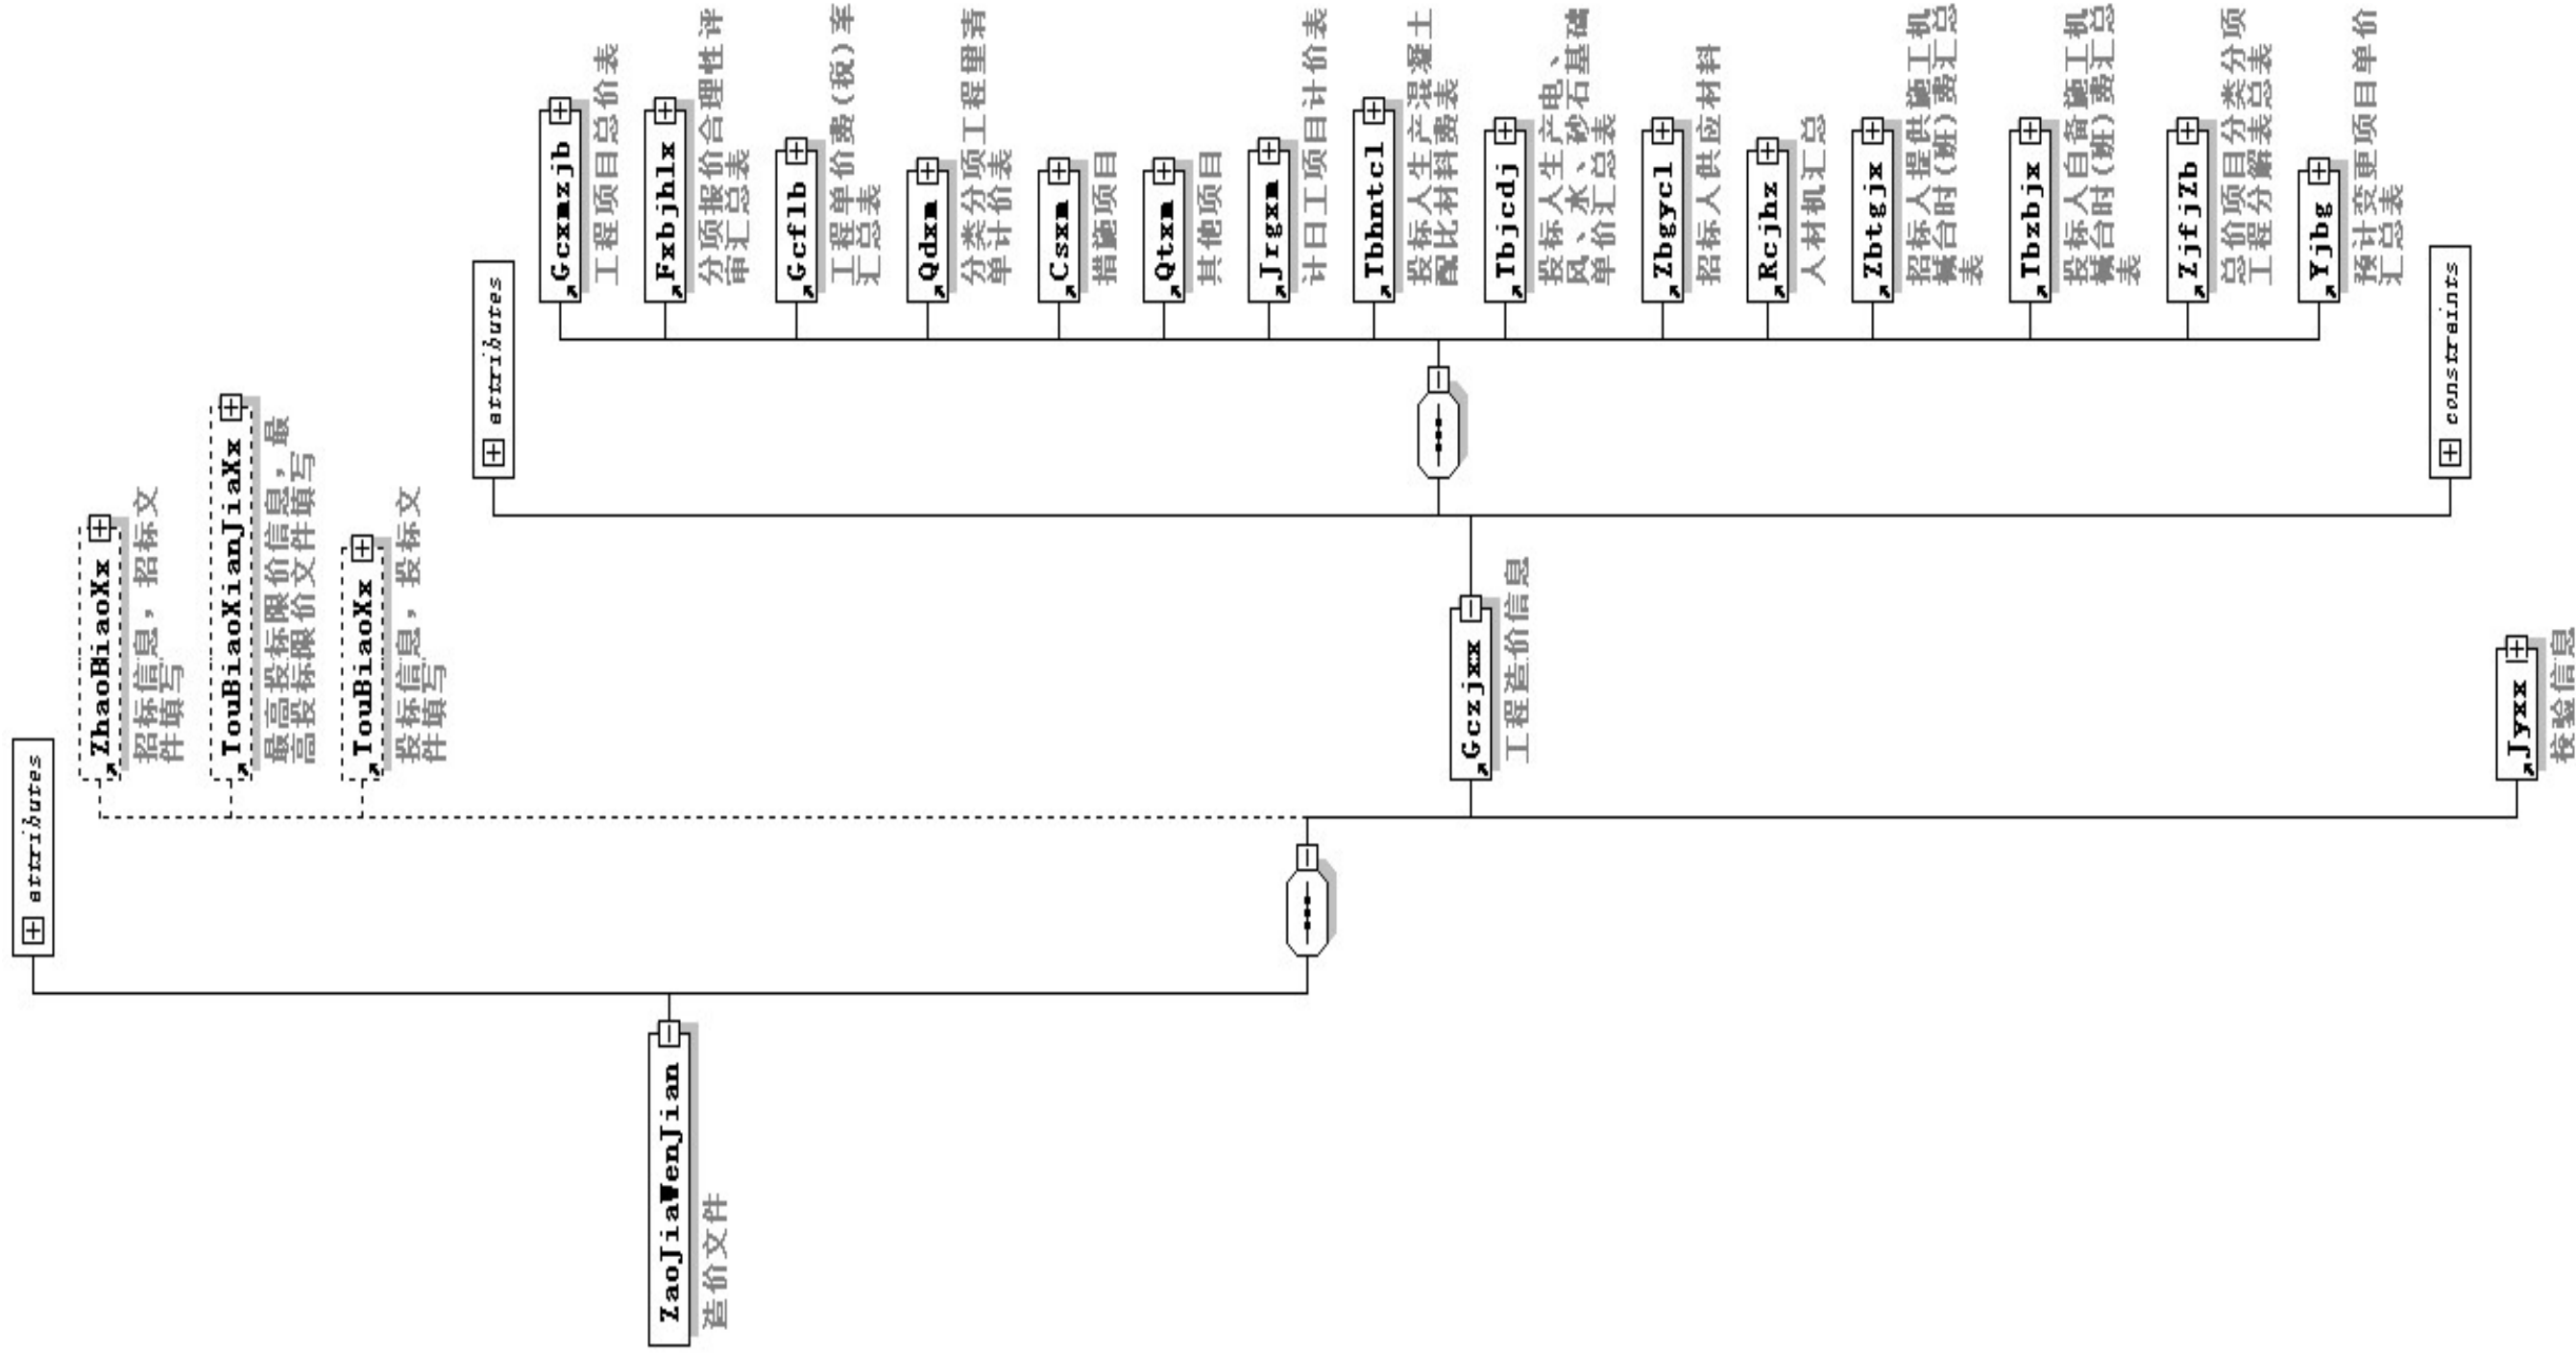 ZaoJiaWenJian
造价文件
attributes
ZhaoBiaoXx
招标信息，招标文
件填写
TouBiaoXianJiaXx
最高投标限价信息，最
高投标限价文件填写
TouBiaoXx
投标信息，投标文
件填写
Gczjxx
工程造价信息
attributes
Gcxmzjb
工程项目总价表
Fxbjhlx
分项报价合理性评
审汇总表
Gcflb
工程单价费(税)率
汇总表
Qdxm
分类分项工程量清
单计价表
Csxm
措施项目
Qtxm
其他项目
Jrgxm
计日工项目计价表
Tbhntcl
投标人生产混凝土
配比材料费表
Tbjcdj
投标人生产电、
风、水、砂石基础
单价汇总表
Zbgycl
招标人供应材料
Rcjhz
人材机汇总
Zbtgjx
招标人提供施工机
械台时(班)费汇总
表
Tbzbjx
投标人自备施工机
械台时(班)费汇总
表
ZjfjZb
总价项目分类分项
工程分解表总表
Yjbg
预计变更项目单价
汇总表
constraints
Jyxx
校验信息